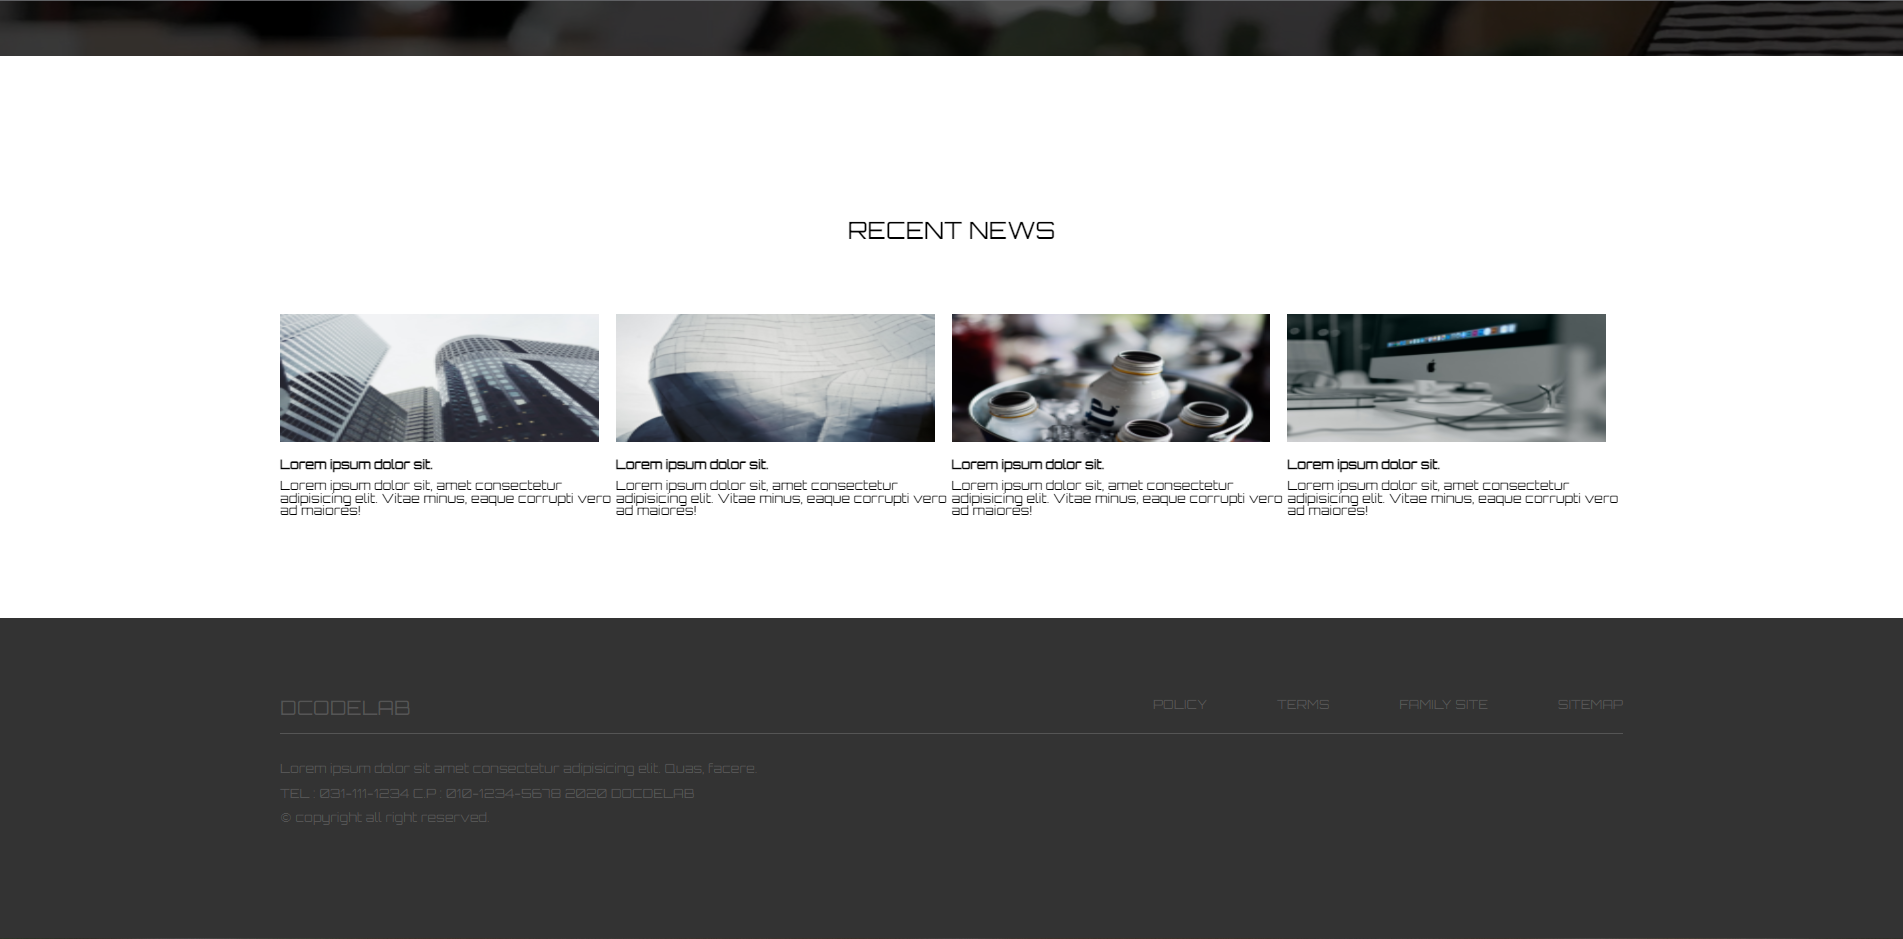 RECENT NEWS
Lorem ipsum dolor sit.
Lorem ipsum dolor sit, amet consectetur
adipisicing elit. Vitae minus, eaque corrupti vero
ad maiores!
Lorem ipsum dolor sit.
Lorem ipsum dolor sit, amet consectetur
adipisicing elit. Vitae minus, eaque corrupti vero
ad maiores!
Lorem ipsum dolor sit.
Lorem ipsum dolor sit, amet consectetur
adipisicing elit. Vitae minus, eaque corrupti vero
ad maiores!
Lorem ipsum dolor sit.
Lorem ipsum dolor sit, amet consectetur
adipisicing elit. Vitae minus, eaque corrupti vero
ad maiores!
DCODELAB
POLICY TERMS FAMILY SITE SITEMAP
Lorem ipsum dolor sit amet consectetur adipisicing elit. Quas, facere.
TEL : 031-111-1234 C.P : 010-1234-5678 2020 DOCDELAB
© copyright all right reserved.